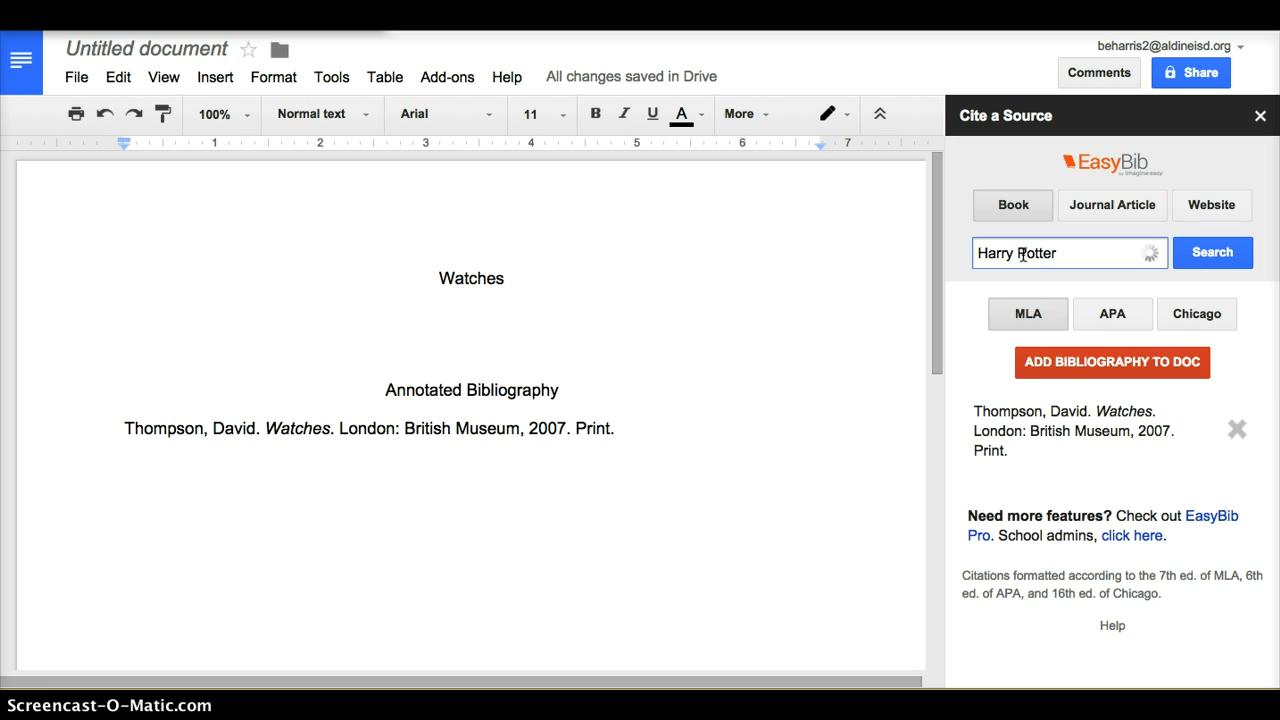 Untitled document
beharris2@aldineisd.org
File Edit View Insert Format Tools Table Add-ons Help All changes saved in Drive
Comments Share
100% Normal text Arial 11 B I U A More
Cite a Source
1 2 3 4 5 6 7
EasyBib
by imagine easy
Book Journal Article Website
Harry Potter Search
Watches
MLA APA Chicago
ADD BIBLIOGRAPHY TO DOC
Annotated Bibliography
Thompson, David. Watches. London: British Museum, 2007. Print.
Thompson, David. Watches.
London: British Museum, 2007.
Print.
Need more features? Check out EasyBib
Pro. School admins, click here.
Citations formatted according to the 7th ed. of MLA, 6th
ed. of APA, and 16th ed. of Chicago.
Help
Screencast-O-Matic.com